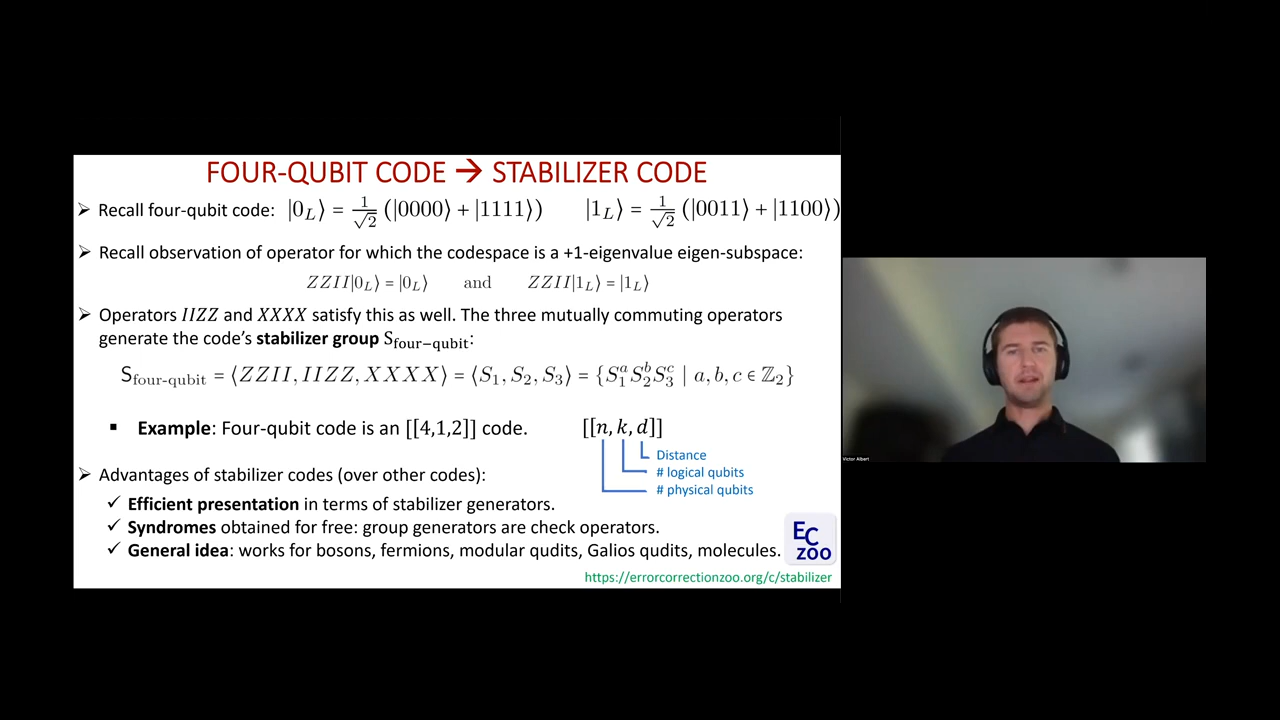 FOUR-QUBIT CODE → STABILIZER CODE
➢ Recall four-qubit code: |0_L⟩ = 1/√2 (|0000⟩ + |1111⟩) |1_L⟩ = 1/√2 (|0011⟩ + |1100⟩)
➢ Recall observation of operator for which the codespace is a +1-eigenvalue eigen-subspace:
ZZII|0_L⟩ = |0_L⟩ and ZZII|1_L⟩ = |1_L⟩
➢ Operators IIZZ and XXXX satisfy this as well. The three mutually commuting operators
generate the code's stabilizer group S_four−qubit:
S_four-qubit = ⟨ZZII, IIZZ, XXXX⟩ = ⟨S_1, S_2, S_3⟩ = {S_1^a S_2^b S_3^c | a, b, c ∈ ℤ_2}
▪ Example: Four-qubit code is an [[4,1,2]] code. [[n, k, d]]
Distance
# logical qubits
# physical qubits
➢ Advantages of stabilizer codes (over other codes):
✓ Efficient presentation in terms of stabilizer generators.
✓ Syndromes obtained for free: group generators are check operators.
✓ General idea: works for bosons, fermions, modular qudits, Galios qudits, molecules.
EC
zoo
https://errorcorrectionzoo.org/c/stabilizer
Victor Albert